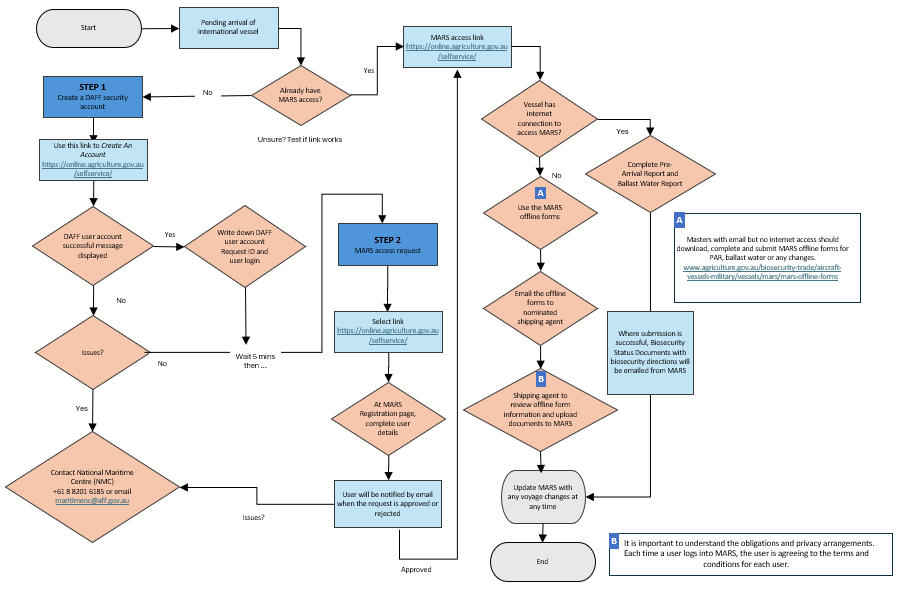 Start
Pending arrival of
international vessel
Already have
MARS access?
Yes
No
Unsure? Test if link works
MARS access link
https://online.agriculture.gov.au
/selfservice/
STEP 1
Create a DAFF security
account
Use this link to Create An
Account
https://online.agriculture.gov.au
/selfservice/
DAFF user account
successful message
displayed
Yes
Write down DAFF
user account
Request ID and
user login
No
Issues?
No
Wait 5 mins
then ...
Yes
Contact National Maritime
Centre (NMC)
+61 8 8201 6185 or email
maritimenc@aff.gov.au
STEP 2
MARS access request
Select link
https://online.agriculture.gov.au
/selfservice/
At MARS
Registration page,
complete user
details
User will be notified by email
when the request is approved or
rejected
Issues?
Approved
Vessel has
internet
connection to
access MARS?
Yes
No
Complete Pre-
Arrival Report and
Ballast Water Report
A
Use the MARS
offline forms
Email the offline
forms to
nominated
shipping agent
B
Shipping agent to
review offline form
information and upload
documents to MARS
Where submission is
successful, Biosecurity
Status Documents with
biosecurity directions will
be emailed from MARS
Update MARS with
any voyage changes at
any time
End
A
Masters with email but no internet access should
download, complete and submit MARS offline forms for
PAR, ballast water or any changes.
www.agriculture.gov.au/biosecurity-trade/aircraft-
vessels-military/vessels/mars/mars-offline-forms
B
It is important to understand the obligations and privacy arrangements.
Each time a user logs into MARS, the user is agreeing to the terms and
conditions for each user.